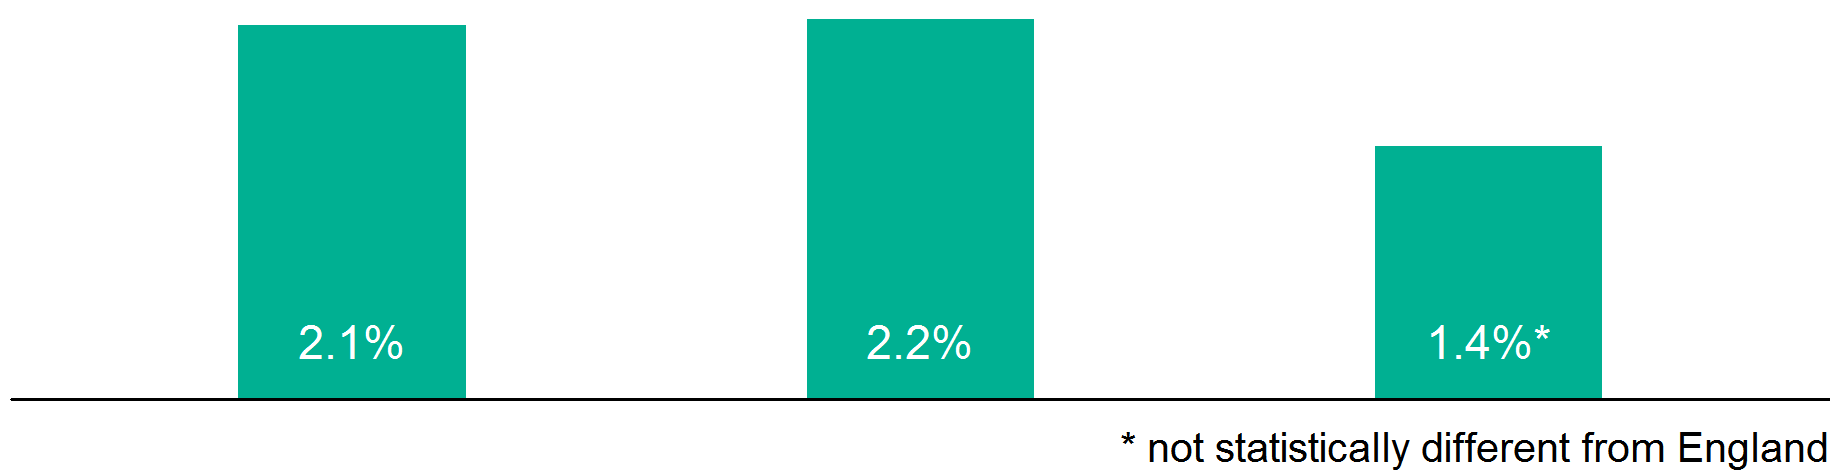 2.1%
2.2%
1.4%*
* not statistically different from England